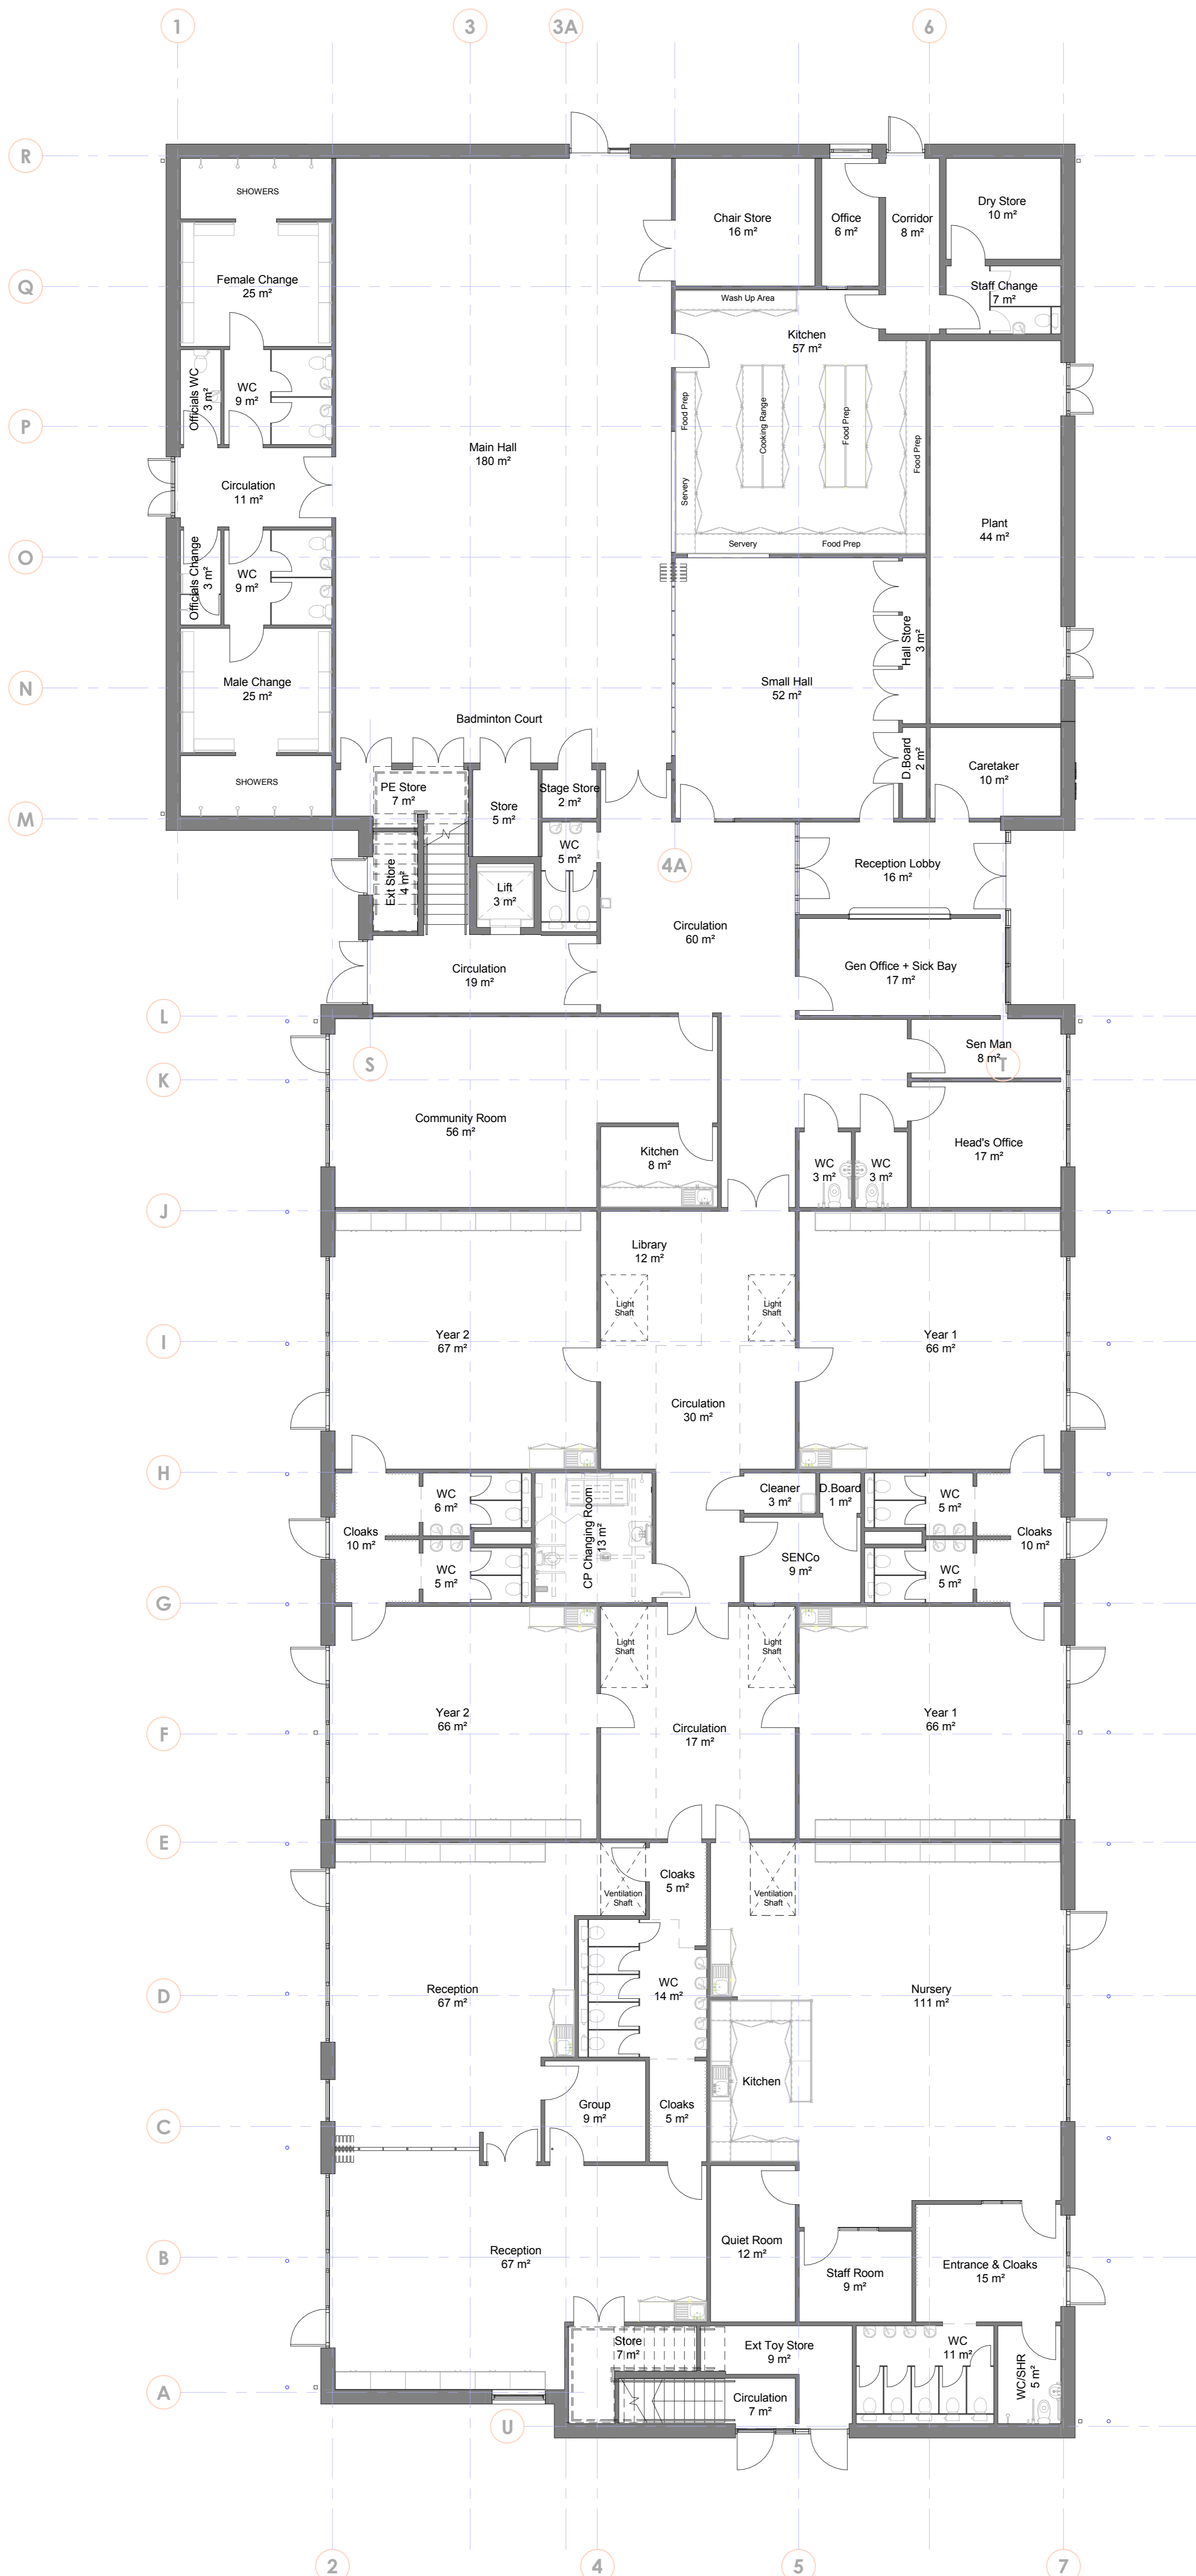 1
3
3A
6
R
SHOWERS
Chair Store
16 m²
Office
6 m²
Corridor
8 m²
Dry Store
10 m²
Female Change
25 m²
Q
Staff Change
7 m²
Wash Up Area
Kitchen
57 m²
Officials WC
3 m²
WC
9 m²
P
Food Prep
Cooking Range
Food Prep
Food Prep
Main Hall
180 m²
Circulation
11 m²
Servery
Plant
44 m²
Servery
Food Prep
O
Officials Change
3 m²
WC
9 m²
Hall Store
3 m²
Male Change
25 m²
Small Hall
52 m²
N
Badminton Court
SHOWERS
PE Store
7 m²
Store
5 m²
Stage Store
2 m²
D.Board
2 m²
Caretaker
10 m²
M
WC
5 m²
4A
Reception Lobby
16 m²
Ext Store
4 m²
Lift
3 m²
Circulation
60 m²
Circulation
19 m²
Gen Office + Sick Bay
17 m²
L
Sen Man
8 m²
S
T
K
Community Room
56 m²
Kitchen
8 m²
WC
3 m²
WC
3 m²
Head's Office
17 m²
J
Library
12 m²
Light
Shaft
Light
Shaft
Year 2
67 m²
Year 1
66 m²
I
Circulation
30 m²
H
WC
6 m²
Cleaner
3 m²
D.Board
1 m²
WC
5 m²
Cloaks
10 m²
CP Changing Room
13 m²
Cloaks
10 m²
WC
5 m²
SENCo
9 m²
WC
5 m²
G
Light
Shaft
Light
Shaft
Year 2
66 m²
Circulation
17 m²
Year 1
66 m²
F
E
Cloaks
5 m²
Ventilation
Shaft
Ventilation
Shaft
Reception
67 m²
WC
14 m²
Nursery
111 m²
D
Kitchen
Group
9 m²
Cloaks
5 m²
C
Reception
67 m²
Quiet Room
12 m²
Staff Room
9 m²
Entrance & Cloaks
15 m²
B
Store
7 m²
Ext Toy Store
9 m²
WC
11 m²
WC/SHR
5 m²
Circulation
7 m²
A
U
2
4
5
7